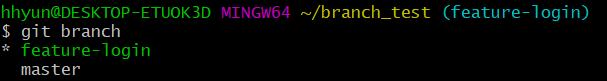 hhyun@DESKTOP-ETUOK3D MINGW64 ~/branch_test (feature-login)
$ git branch
* feature-login
  master